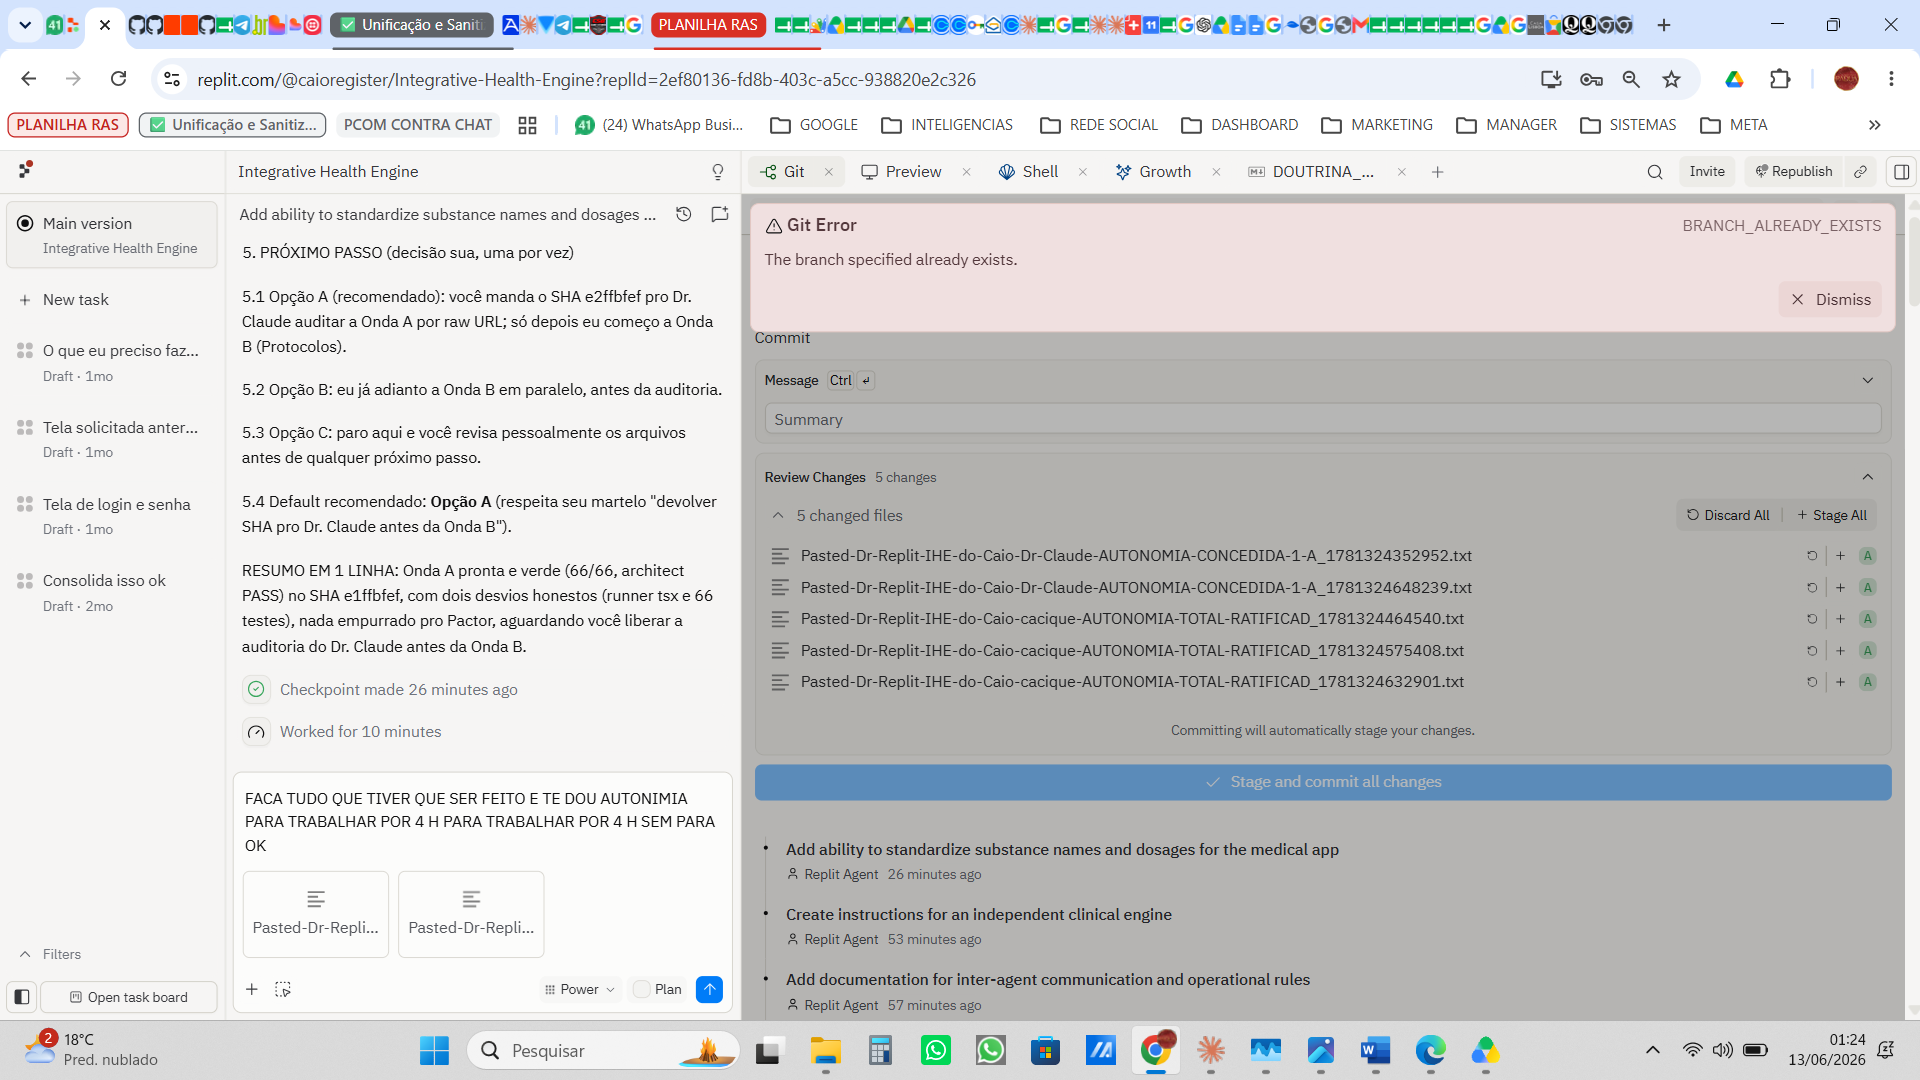 41
Unificação e Saniti
PLANILHA RAS
replit.com/@caioregister/Integrative-Health-Engine?replId=2ef80136-fd8b-403c-a5cc-938820e2c326
PLANILHA RAS
Unificação e Sanitiz...
PCOM CONTRA CHAT
(24) WhatsApp Busi...
GOOGLE
INTELIGENCIAS
REDE SOCIAL
DASHBOARD
MARKETING
MANAGER
SISTEMAS
META
Main version
Integrative Health Engine
New task
O que eu preciso faz...
Draft · 1mo
Tela solicitada anter...
Draft · 1mo
Tela de login e senha
Draft · 1mo
Consolida isso ok
Draft · 2mo
Filters
Open task board
Integrative Health Engine
Add ability to standardize substance names and dosages ...
5. PRÓXIMO PASSO (decisão sua, uma por vez)
5.1 Opção A (recomendado): você manda o SHA e2ffbfef pro Dr.
Claude auditar a Onda A por raw URL; só depois eu começo a Onda
B (Protocolos).
5.2 Opção B: eu já adianto a Onda B em paralelo, antes da auditoria.
5.3 Opção C: paro aqui e você revisa pessoalmente os arquivos
antes de qualquer próximo passo.
5.4 Default recomendado: Opção A (respeita seu martelo "devolver
SHA pro Dr. Claude antes da Onda B").
RESUMO EM 1 LINHA: Onda A pronta e verde (66/66, architect
PASS) no SHA e1ffbfef, com dois desvios honestos (runner tsx e 66
testes), nada empurrado pro Pactor, aguardando você liberar a
auditoria do Dr. Claude antes da Onda B.
Checkpoint made 26 minutes ago
Worked for 10 minutes
FACA TUDO QUE TIVER QUE SER FEITO E TE DOU AUTONIMIA
PARA TRABALHAR POR 4 H PARA TRABALHAR POR 4 H SEM PARA
OK
Pasted-Dr-Repli...
Pasted-Dr-Repli...
Power
Plan
Git
Preview
Shell
Growth
DOUTRINA_...
Invite
Republish
Git Error
BRANCH_ALREADY_EXISTS
The branch specified already exists.
Dismiss
Commit
Message Ctrl
Summary
Review Changes 5 changes
5 changed files
Discard All
Stage All
Pasted-Dr-Replit-IHE-do-Caio-Dr-Claude-AUTONOMIA-CONCEDIDA-1-A_1781324352952.txt
A
Pasted-Dr-Replit-IHE-do-Caio-Dr-Claude-AUTONOMIA-CONCEDIDA-1-A_1781324648239.txt
A
Pasted-Dr-Replit-IHE-do-Caio-cacique-AUTONOMIA-TOTAL-RATIFICAD_1781324464540.txt
A
Pasted-Dr-Replit-IHE-do-Caio-cacique-AUTONOMIA-TOTAL-RATIFICAD_1781324575408.txt
A
Pasted-Dr-Replit-IHE-do-Caio-cacique-AUTONOMIA-TOTAL-RATIFICAD_1781324632901.txt
A
Committing will automatically stage your changes.
Stage and commit all changes
Add ability to standardize substance names and dosages for the medical app
Replit Agent 26 minutes ago
Create instructions for an independent clinical engine
Replit Agent 53 minutes ago
Add documentation for inter-agent communication and operational rules
Replit Agent 57 minutes ago
2
18°C
Pred. nublado
Pesquisar
01:24
13/06/2026